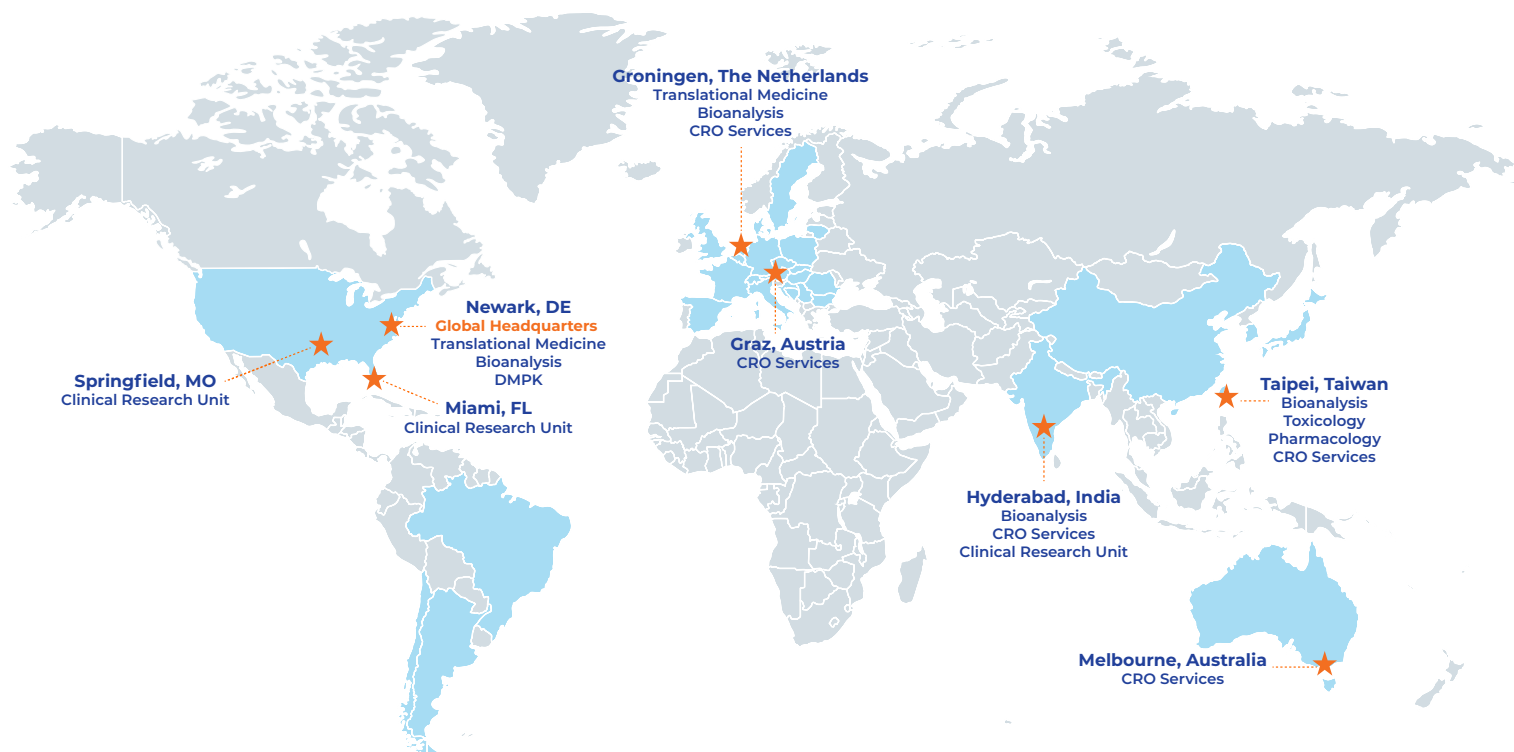 Groningen, The Netherlands
Translational Medicine
Bioanalysis
CRO Services
Newark, DE
Global Headquarters
Translational Medicine
Bioanalysis
DMPK
Springfield, MO
Clinical Research Unit
Miami, FL
Clinical Research Unit
Graz, Austria
CRO Services
Taipei, Taiwan
Bioanalysis
Toxicology
Pharmacology
CRO Services
Hyderabad, India
Bioanalysis
CRO Services
Clinical Research Unit
Melbourne, Australia
CRO Services